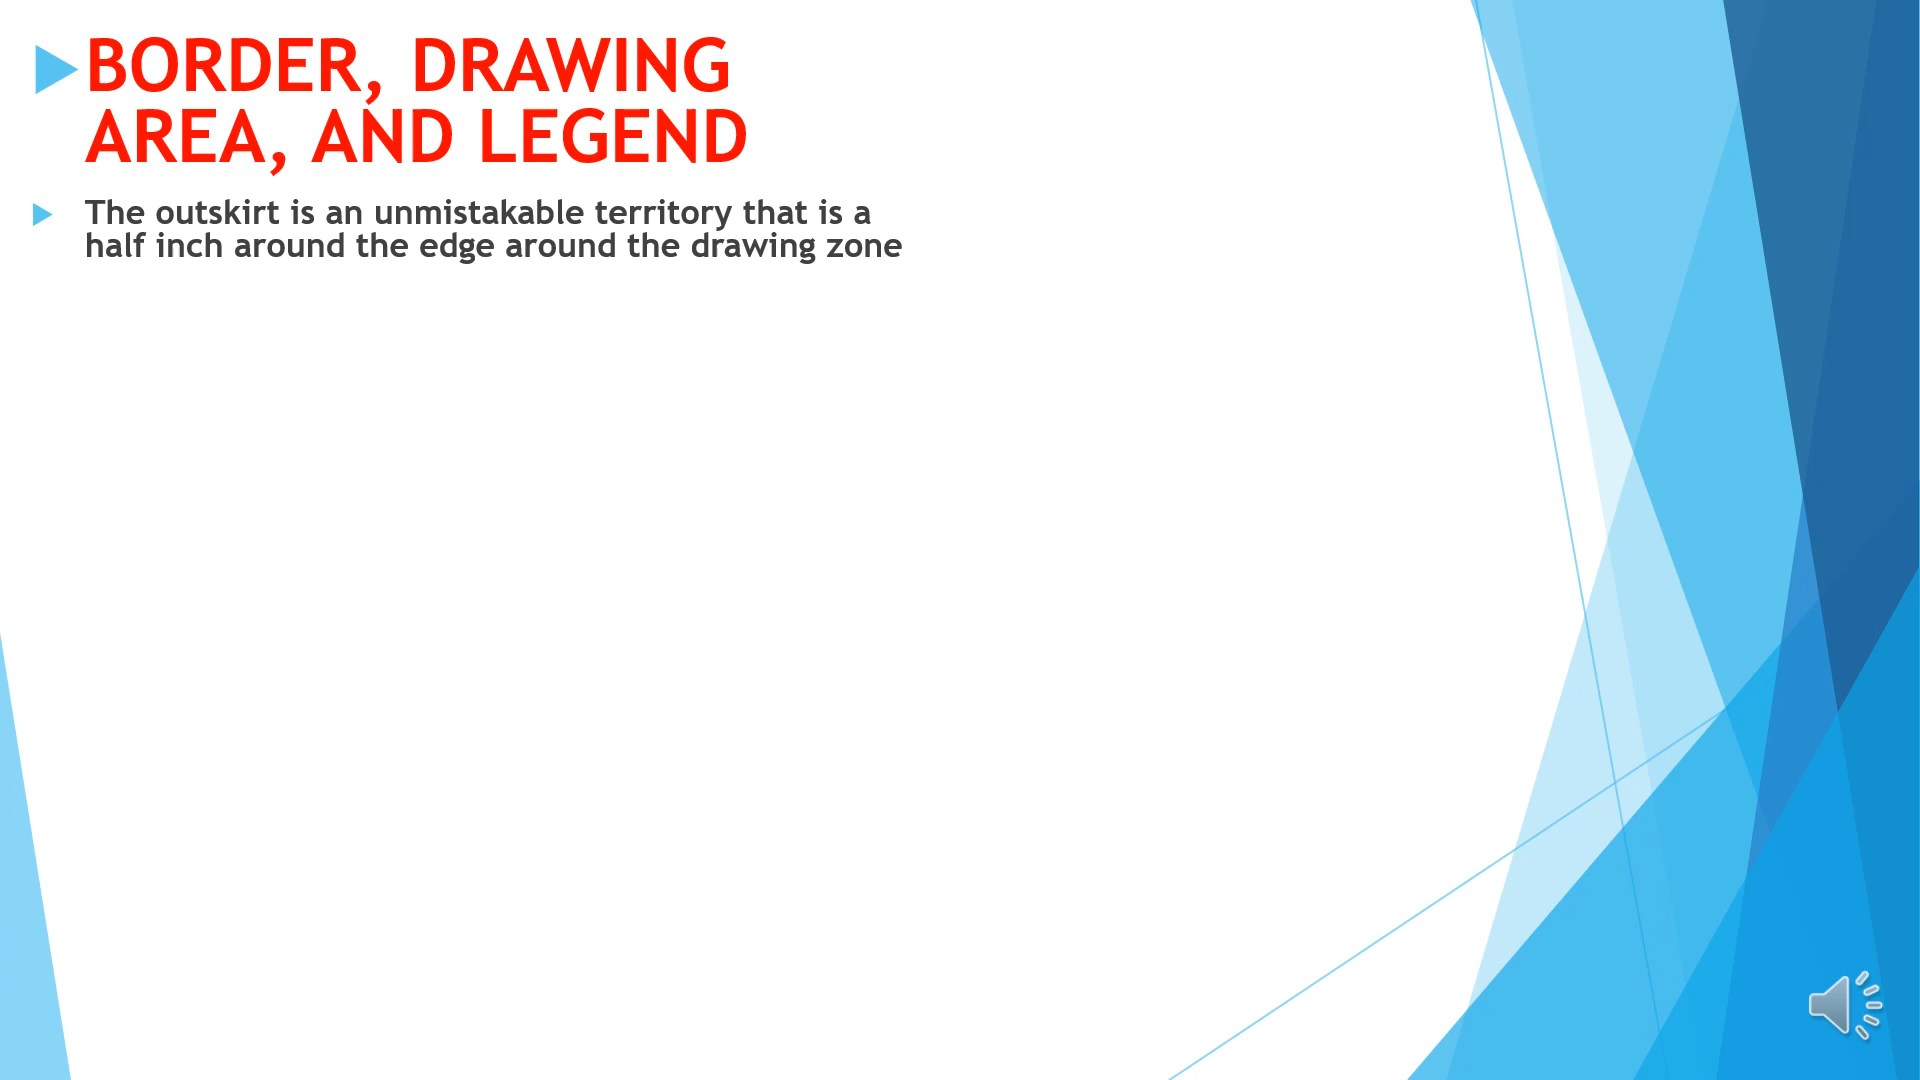 BORDER, DRAWING
AREA, AND LEGEND
The outskirt is an unmistakable territory that is a
half inch around the edge around the drawing zone